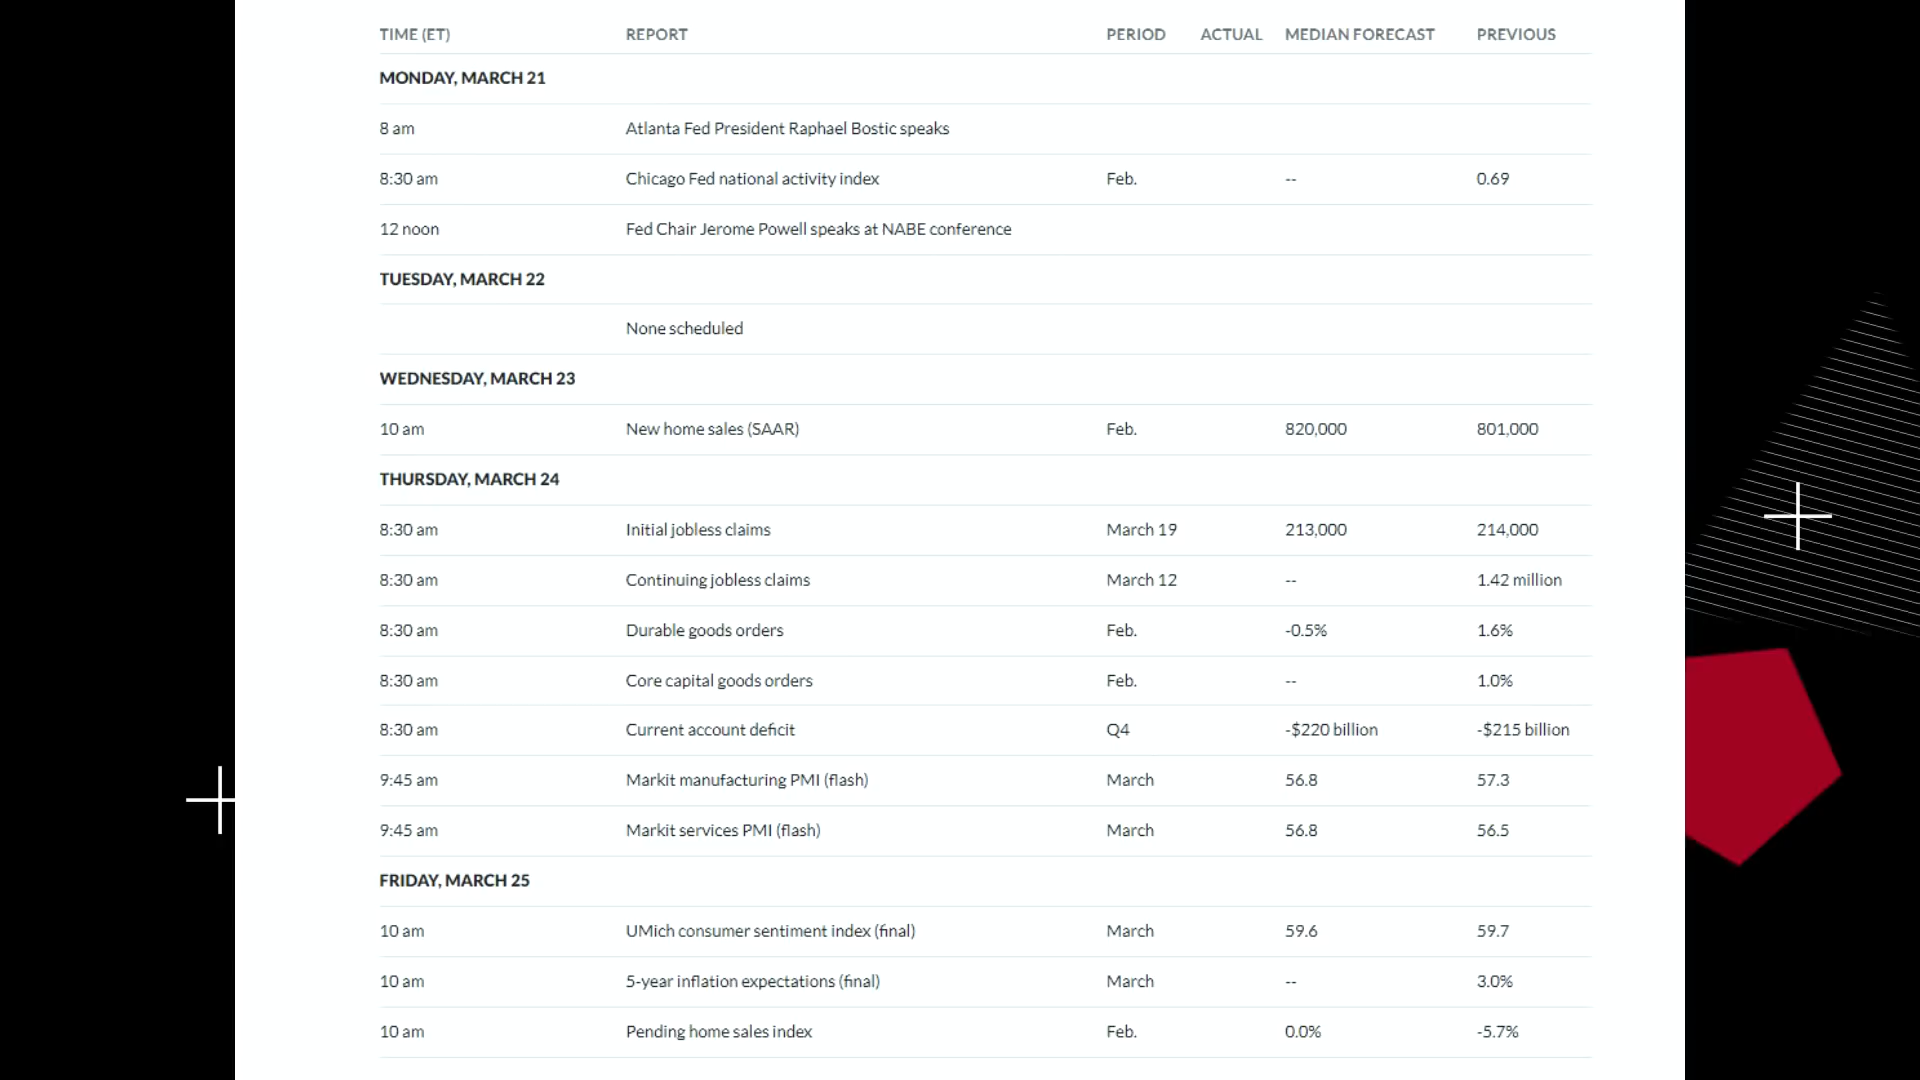 TIME (ET) REPORT PERIOD ACTUAL MEDIAN FORECAST PREVIOUS
MONDAY, MARCH 21
8 am Atlanta Fed President Raphael Bostic speaks
8:30 am Chicago Fed national activity index Feb. -- 0.69
12 noon Fed Chair Jerome Powell speaks at NABE conference
TUESDAY, MARCH 22
None scheduled
WEDNESDAY, MARCH 23
10 am New home sales (SAAR) Feb. 820,000 801,000
THURSDAY, MARCH 24
8:30 am Initial jobless claims March 19 213,000 214,000
8:30 am Continuing jobless claims March 12 -- 1.42 million
8:30 am Durable goods orders Feb. -0.5% 1.6%
8:30 am Core capital goods orders Feb. -- 1.0%
8:30 am Current account deficit Q4 -$220 billion -$215 billion
9:45 am Markit manufacturing PMI (flash) March 56.8 57.3
9:45 am Markit services PMI (flash) March 56.8 56.5
FRIDAY, MARCH 25
10 am UMich consumer sentiment index (final) March 59.6 59.7
10 am 5-year inflation expectations (final) March -- 3.0%
10 am Pending home sales index Feb. 0.0% -5.7%